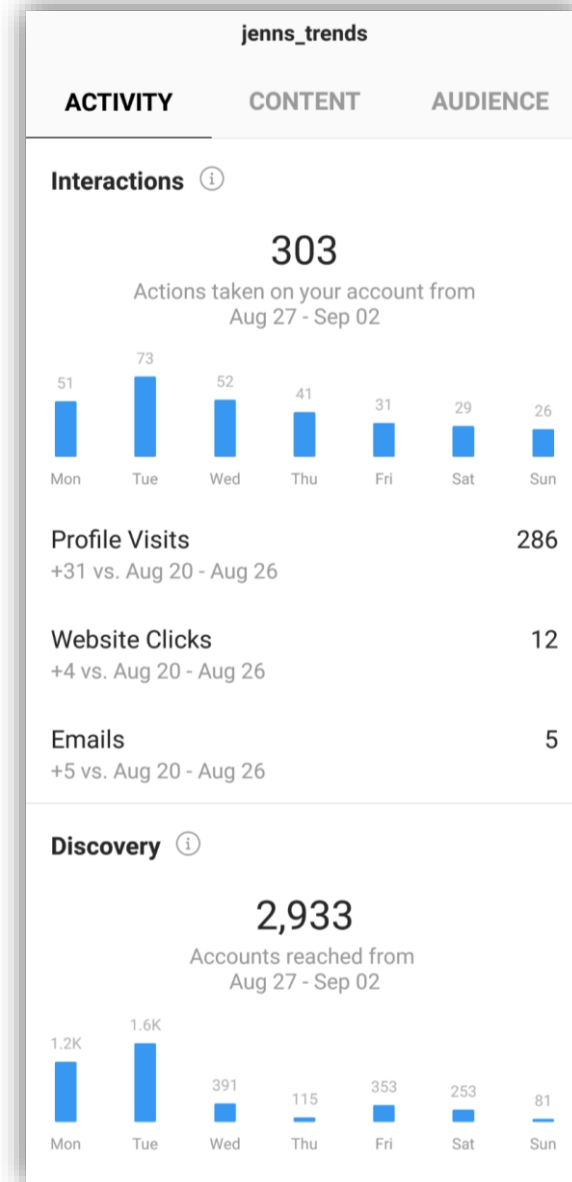 jenns_trends
ACTIVITY CONTENT AUDIENCE
Interactions
303
Actions taken on your account from
Aug 27 - Sep 02
51 73 52 41 31 29 26
Mon Tue Wed Thu Fri Sat Sun
Profile Visits 286
+31 vs. Aug 20 - Aug 26
Website Clicks 12
+4 vs. Aug 20 - Aug 26
Emails 5
+5 vs. Aug 20 - Aug 26
Discovery
2,933
Accounts reached from
Aug 27 - Sep 02
1.2K 1.6K 391 115 353 253 81
Mon Tue Wed Thu Fri Sat Sun